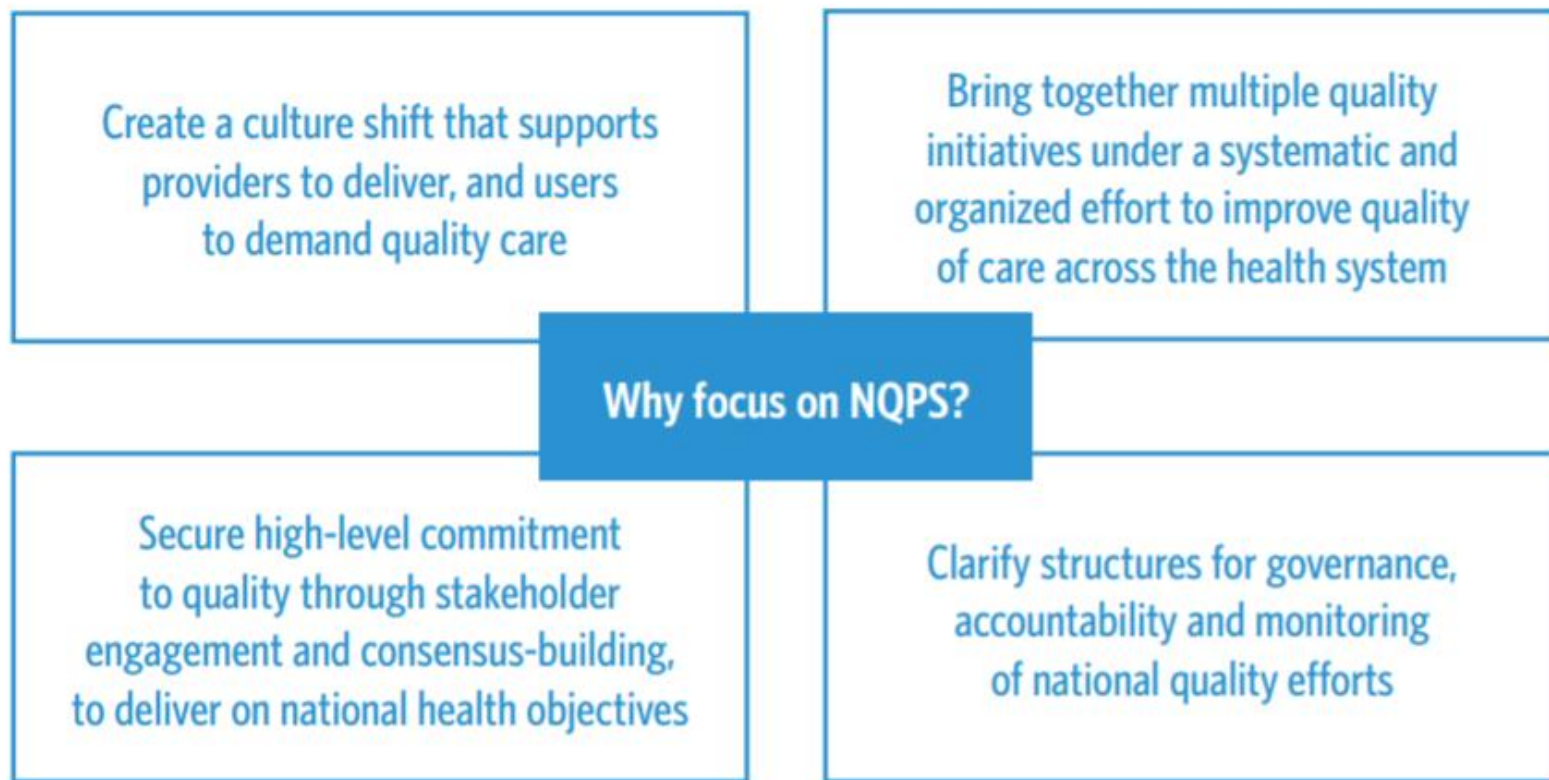 Create a culture shift that supports
providers to deliver, and users
to demand quality care
Bring together multiple quality
initiatives under a systematic and
organized effort to improve quality
of care across the health system
Why focus on NQPS?
Secure high-level commitment
to quality through stakeholder
engagement and consensus-building,
to deliver on national health objectives
Clarify structures for governance,
accountability and monitoring
of national quality efforts